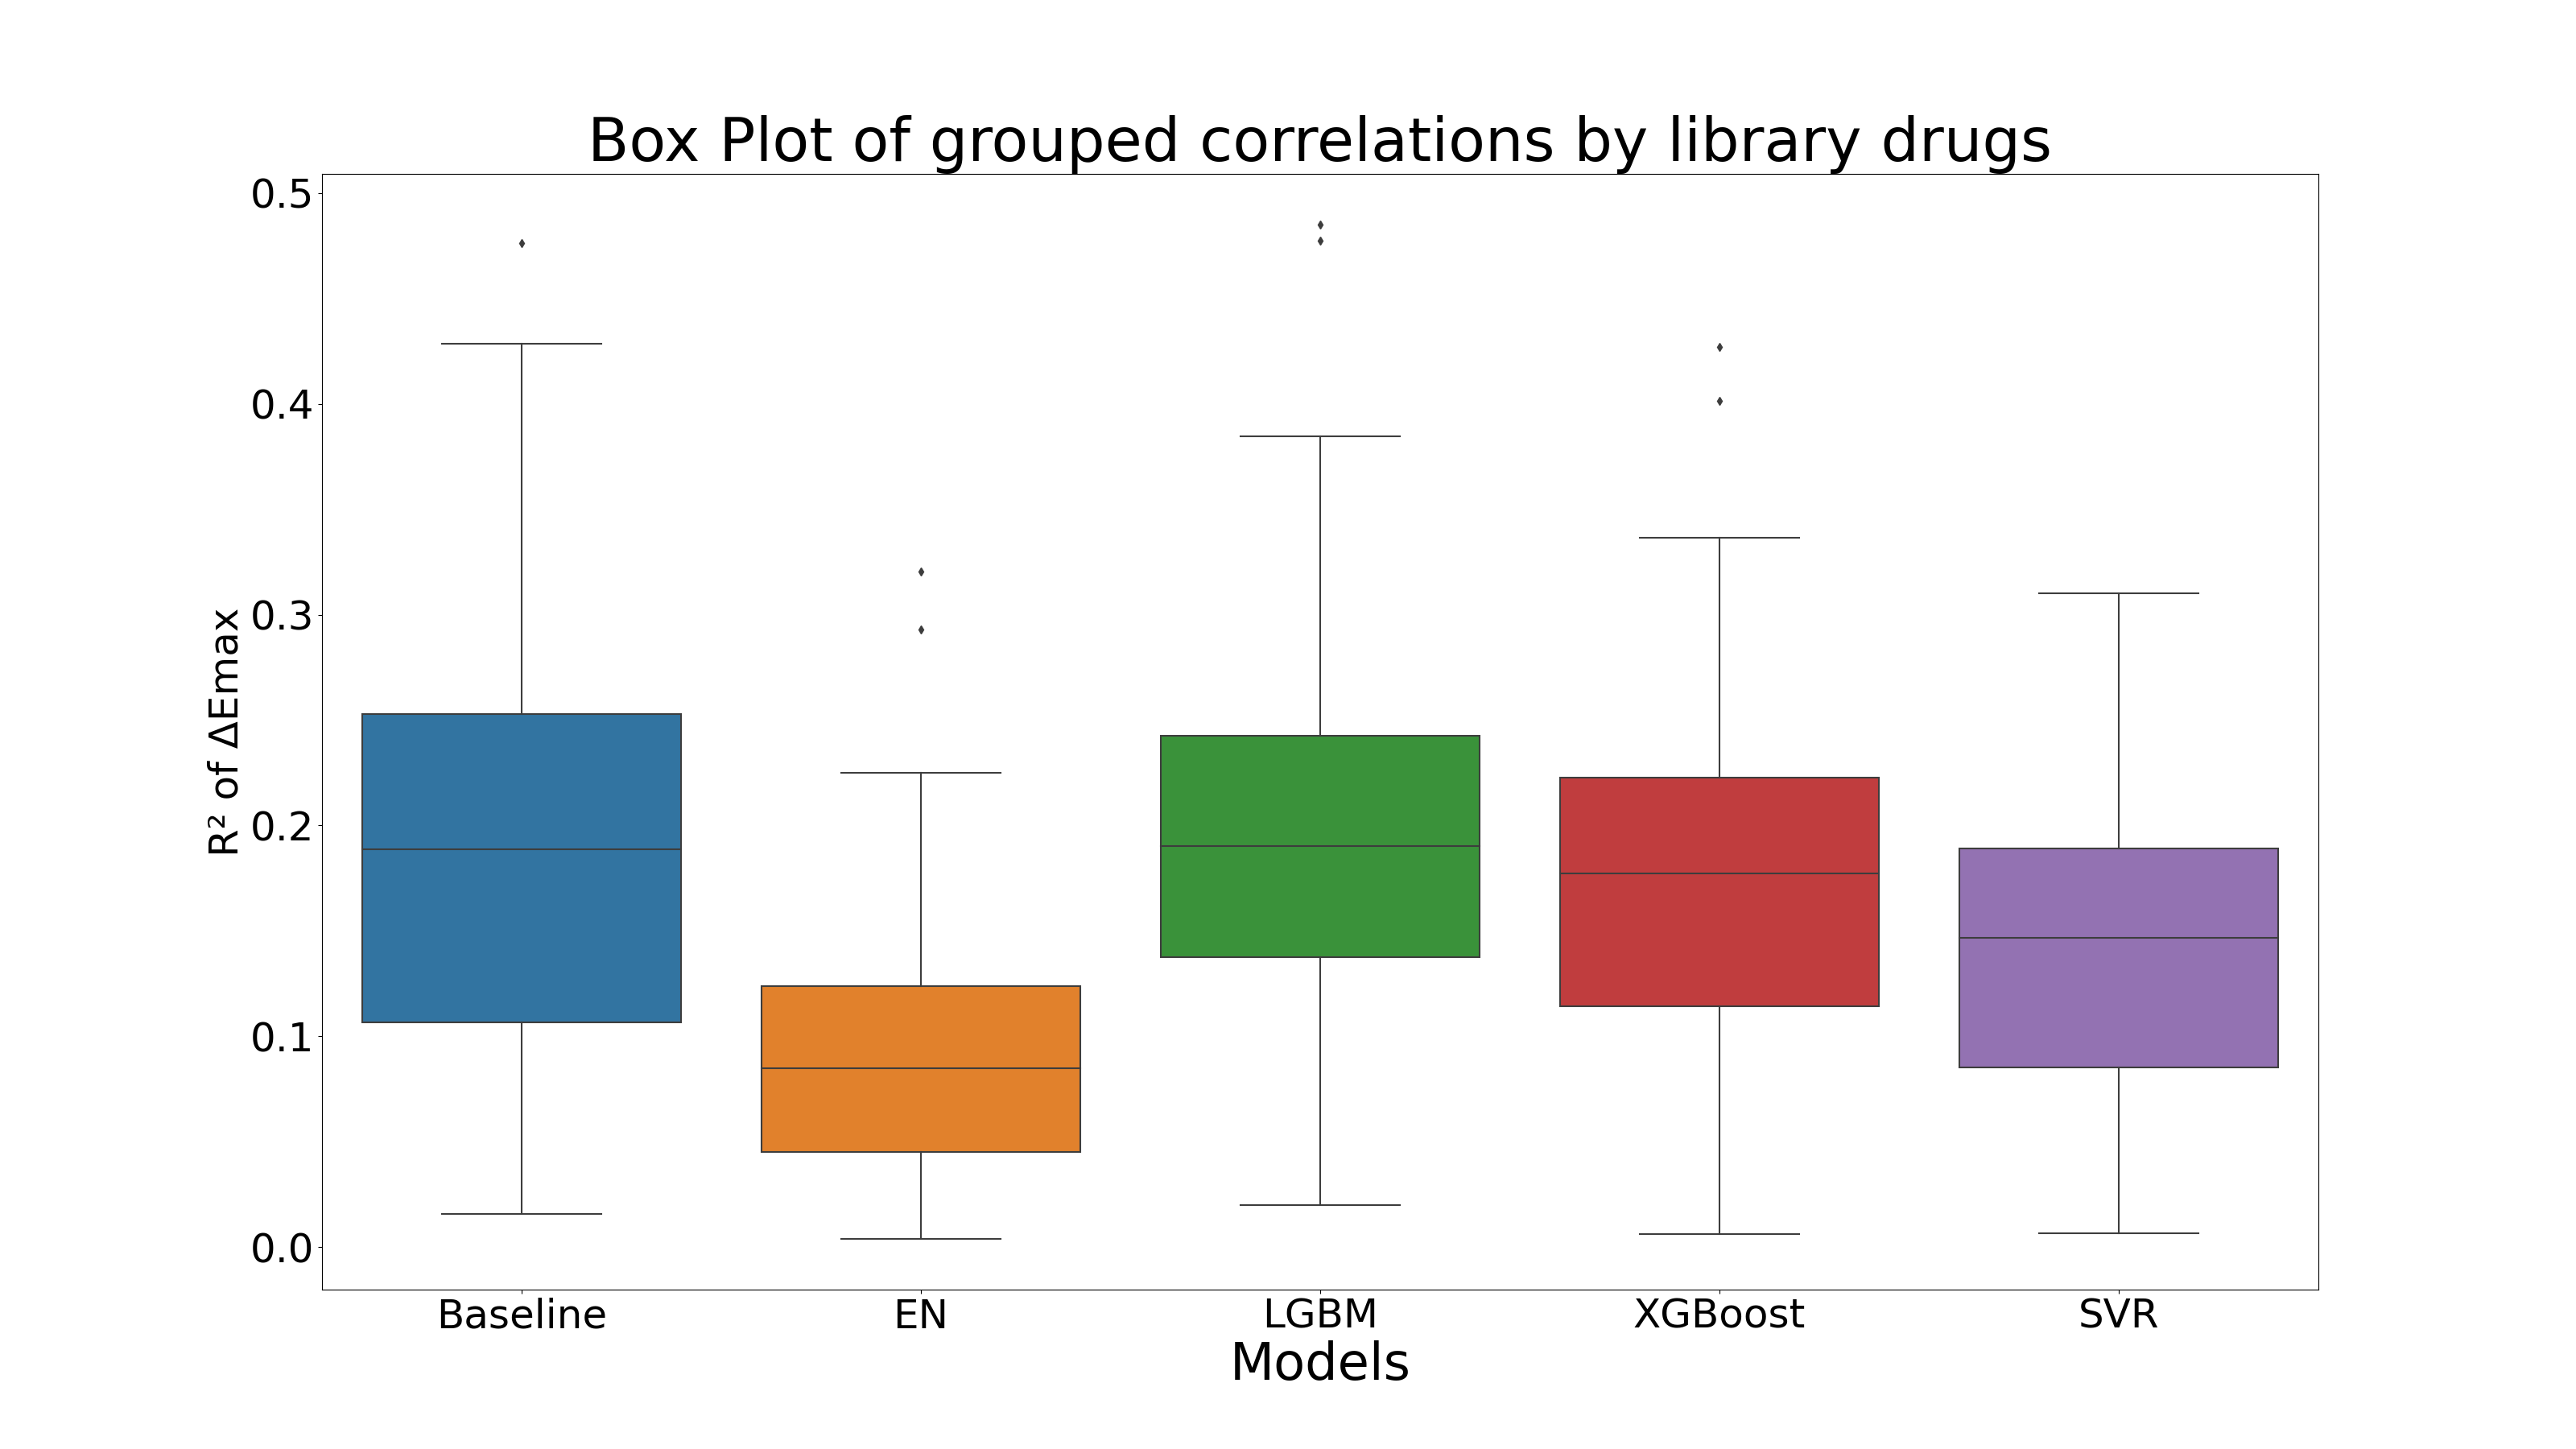 Box Plot of grouped correlations by library drugs
0.5
0.4
0.3
0.2
0.1
0.0
R² of ΔEmax
Baseline
EN
LGBM
XGBoost
SVR
Models